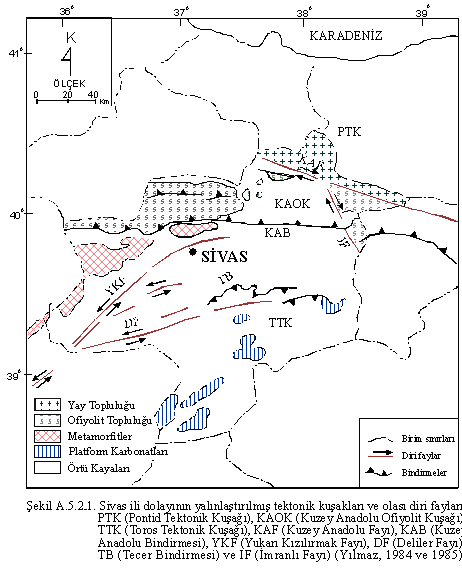 36° 37° 38° 39°
41°
KARADENİZ
K
ÖLÇEK
0 20 40 Km
PTK
KAF
KAOK
40°
KAB
IF
SİVAS
YKF
TB
DF
TTK
39°
Yay Topluluğu
Ofiyolit Topluluğu
Metamorfitler
Platform Karbonatları
Örtü Kayaları
Birim sınırları
Diri faylar
Bindirmeler
Şekil A.5.2.1. Sivas ili dolayının yalınlaştırılmış tektonik kuşakları ve olası diri fayları
PTK (Pontid Tektonik Kuşağı), KAOK (Kuzey Anadolu Ofiyolit Kuşağı)
TTK (Toros Tektonik Kuşağı), KAF (Kuzey Anadolu Fayı), KAB (Kuzey
Anadolu Bindirmesi), YKF (Yukarı Kızılırmak Fayı), DF (Deliler Fayı)
TB (Tecer Bindirmesi) ve IF (İmranlı Fayı) (Yılmaz, 1984 ve 1985)